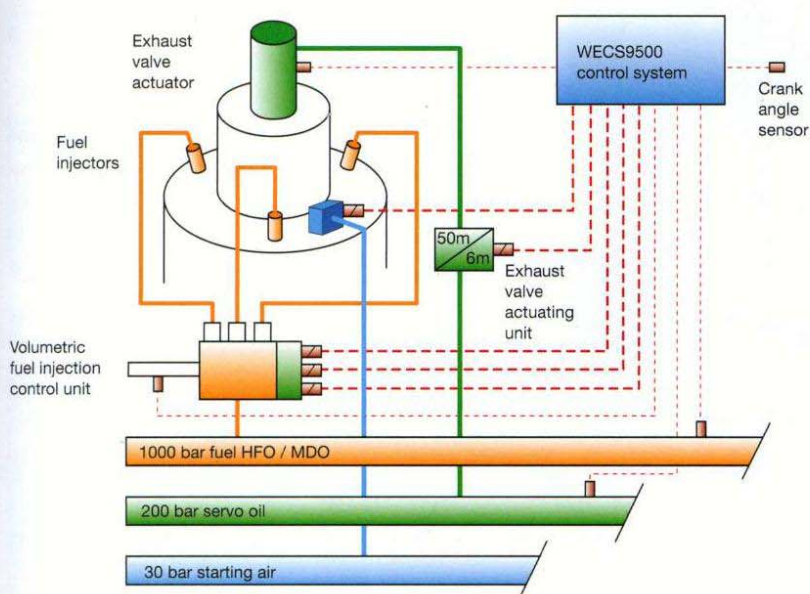 Exhaust
valve
actuator
WECS9500
control system
Crank
angle
sensor
Fuel
injectors
50m
6m
Exhaust
valve
actuating
unit
Volumetric
fuel injection
control unit
1000 bar fuel HFO / MDO
200 bar servo oil
30 bar starting air